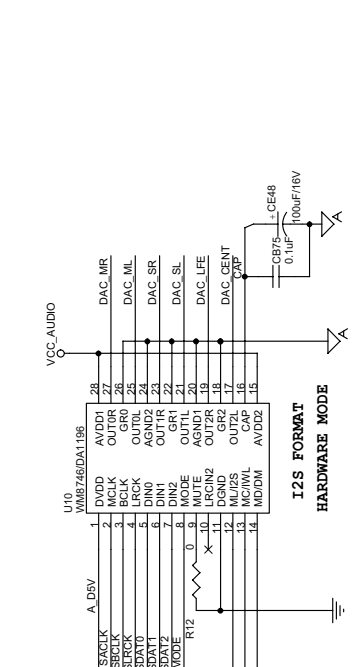 VCC_AUDIO
U10
WM8746/DA1196
DAC_MR
DAC_ML
DAC_SR
DAC_SL
DAC_LFE
DAC_CENT
CAP
+ CE48
100uF/16V
CB75
0.1uF
A
A
28
27
26
25
24
23
22
21
20
19
18
17
16
15
AVDD1
OUT0R
GR0
OUT0L
AGND2
OUT1R
GR1
OUT1L
AGND1
OUT2R
GR2
OUT2L
CAP
AVDD2
DVDD
MCLK
BCLK
LRCK
DIN0
DIN1
DIN2
MODE
MUTE
LRCIN2
DGND
ML/I2S
MC/IWL
MD/DM
1
2
3
4
5
6
7
8
9
10
11
12
13
14
A_D5V
SACLK
SBCLK
SLRCK
SDAT0
SDAT1
SDAT2
MODE
R12
0
I2S FORMAT
HARDWARE MODE